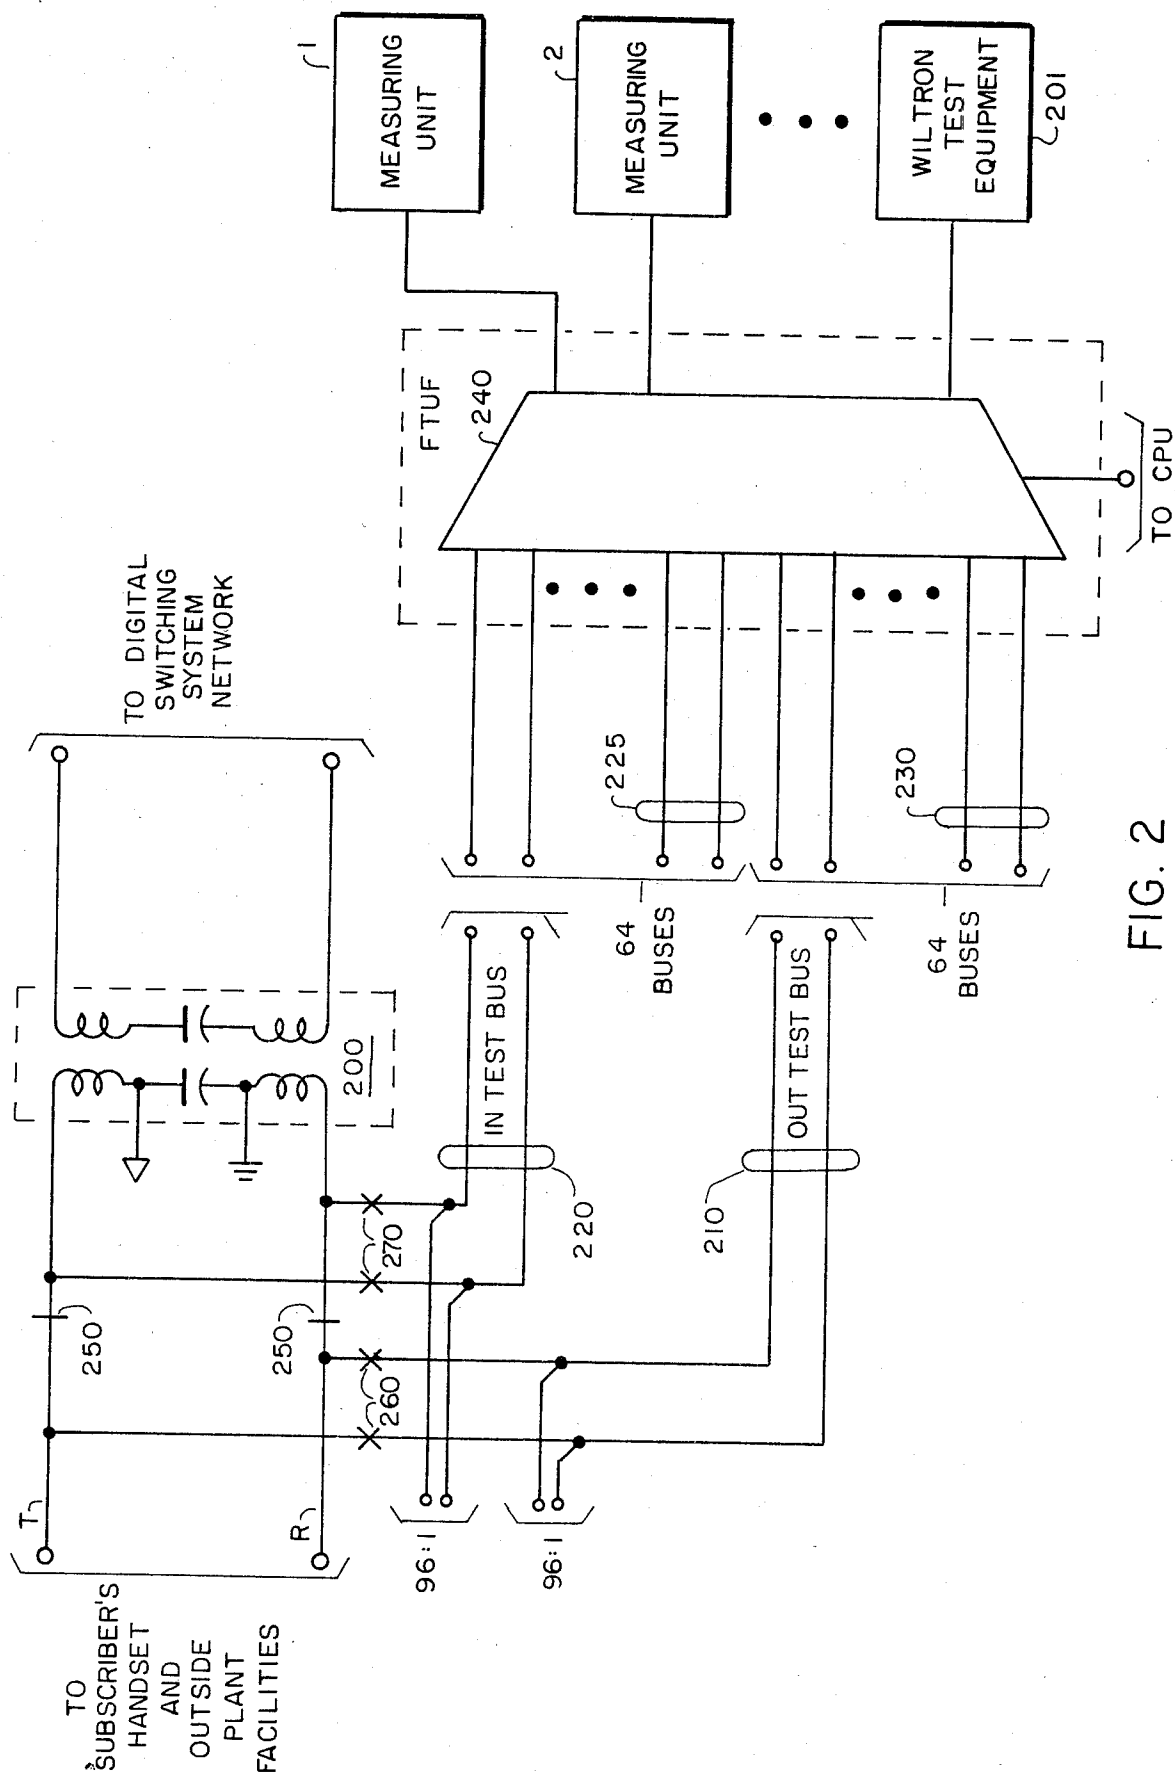 TO
SUBSCRIBER'S
HANDSET
AND
OUTSIDE
PLANT
FACILITIES
T
R
250
250
260
270
96:1
96:1
200
TO DIGITAL
SWITCHING
SYSTEM
NETWORK
IN TEST BUS
220
OUT TEST BUS
210
64
BUSES
64
BUSES
225
230
FTUF
240
TO CPU
1
MEASURING
UNIT
2
MEASURING
UNIT
WILTRON
TEST
EQUIPMENT
201
FIG. 2